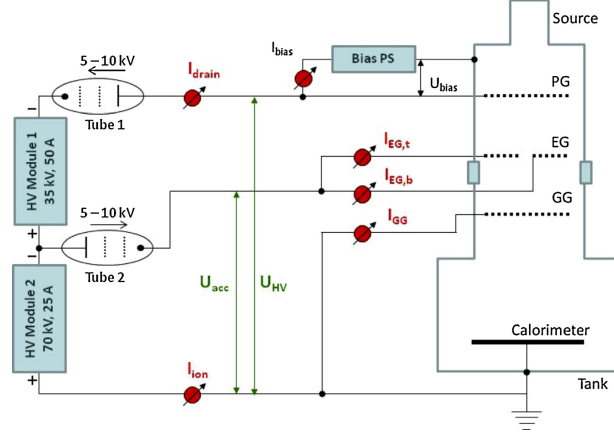 Source
5–10 kV
I_bias
Bias PS
I_drain
U_bias
PG
−
Tube 1
HV Module 1
35 kV, 50 A
I_EG,t
EG
I_EG,b
5–10 kV
GG
+
I_GG
−
Tube 2
U_acc
U_HV
HV Module 2
70 kV, 25 A
Calorimeter
+
I_ion
Tank